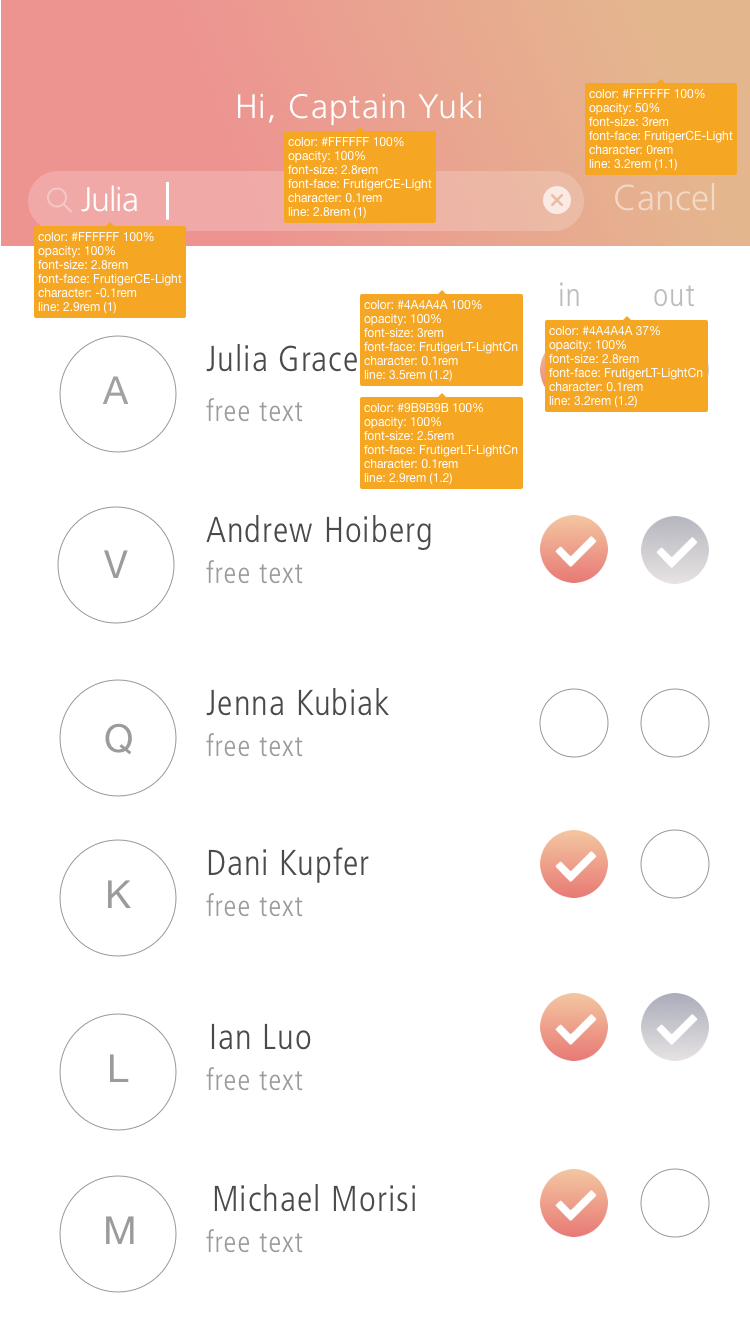 Hi, Captain Yuki
color: #FFFFFF 100%
opacity: 50%
font-size: 3rem
font-face: FrutigerCE-Light
character: 0rem
line: 3.2rem (1.1)
color: #FFFFFF 100%
opacity: 100%
font-size: 2.8rem
font-face: FrutigerCE-Light
character: 0.1rem
line: 2.8rem (1)
Julia
Cancel
color: #FFFFFF 100%
opacity: 100%
font-size: 2.8rem
font-face: FrutigerCE-Light
character: -0.1rem
line: 2.9rem (1)
in out
color: #4A4A4A 100%
opacity: 100%
font-size: 3rem
font-face: FrutigerLT-LightCn
character: 0.1rem
line: 3.5rem (1.2)
color: #4A4A4A 37%
opacity: 100%
font-size: 2.8rem
font-face: FrutigerLT-LightCn
character: 0.1rem
line: 3.2rem (1.2)
A
Julia Grace
free text
color: #9B9B9B 100%
opacity: 100%
font-size: 2.5rem
font-face: FrutigerLT-LightCn
character: 0.1rem
line: 2.9rem (1.2)
V
Andrew Hoiberg
free text
Q
Jenna Kubiak
free text
K
Dani Kupfer
free text
L
Ian Luo
free text
M
Michael Morisi
free text